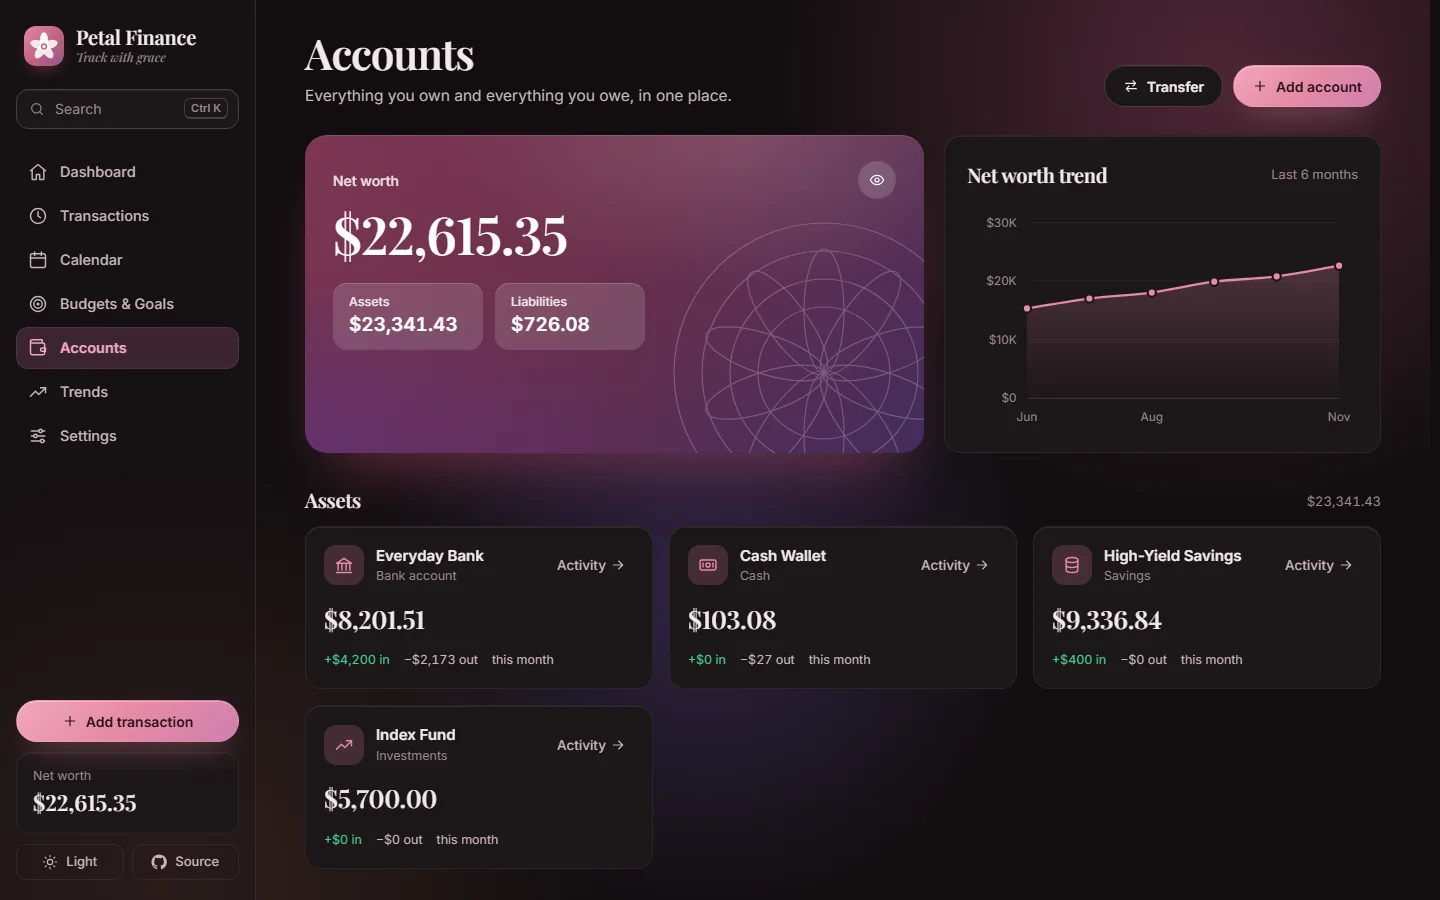 Petal Finance
Track with grace
Search
Ctrl K
Dashboard
Transactions
Calendar
Budgets & Goals
Accounts
Trends
Settings
Add transaction
Net worth
$22,615.35
Light
Source
Accounts
Everything you own and everything you owe, in one place.
Transfer
Add account
Net worth
$22,615.35
Assets
$23,341.43
Liabilities
$726.08
Net worth trend
Last 6 months
$30K
$20K
$10K
$0
Jun
Aug
Nov
Assets
$23,341.43
Everyday Bank
Bank account
Activity →
$8,201.51
+$4,200 in −$2,173 out this month
Cash Wallet
Cash
Activity →
$103.08
+$0 in −$27 out this month
High-Yield Savings
Savings
Activity →
$9,336.84
+$400 in −$0 out this month
Index Fund
Investments
Activity →
$5,700.00
+$0 in −$0 out this month